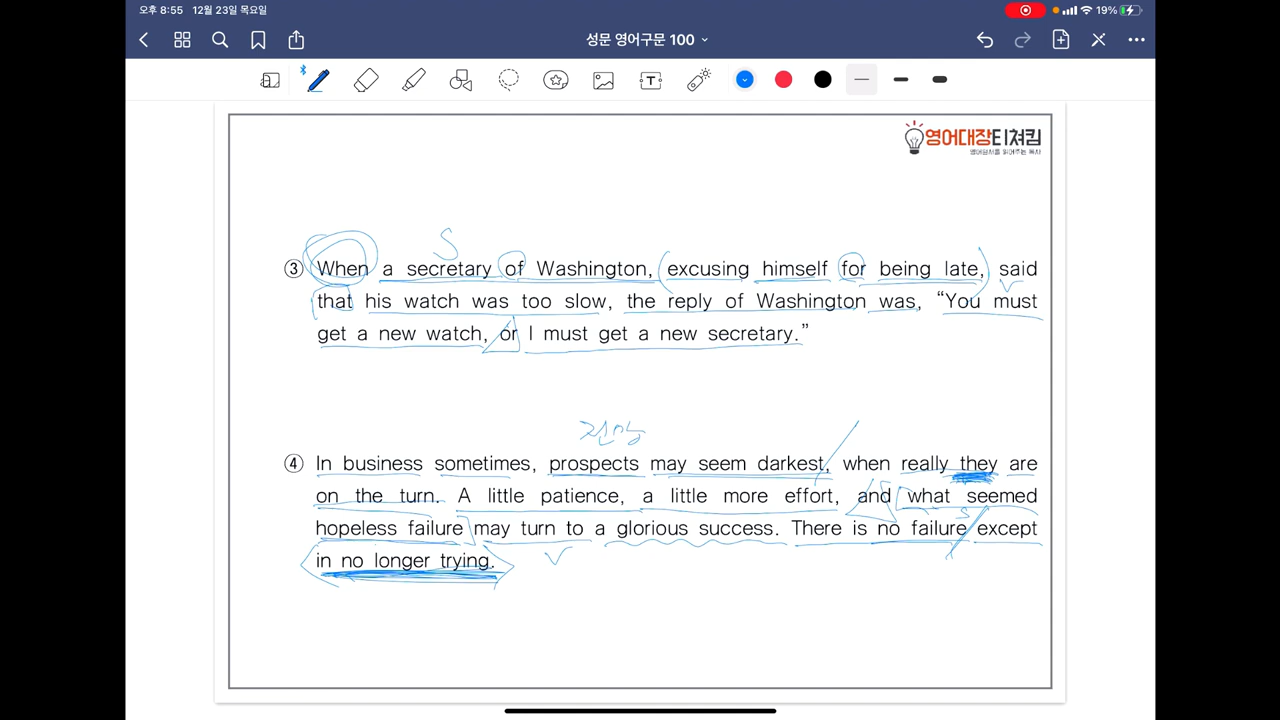 오후 8:55 12월 23일 목요일
19%
성문 영어구문 100
영어대장티쳐킴
S
③ When a secretary of Washington, excusing himself for being late, said
V
that his watch was too slow, the reply of Washington was, “You must
get a new watch, or I must get a new secretary.”
전망
④ In business sometimes, prospects may seem darkest, when really they are
on the turn. A little patience, a little more effort, and what seemed
S
hopeless failure may turn to a glorious success. There is no failure except
V
in no longer trying.